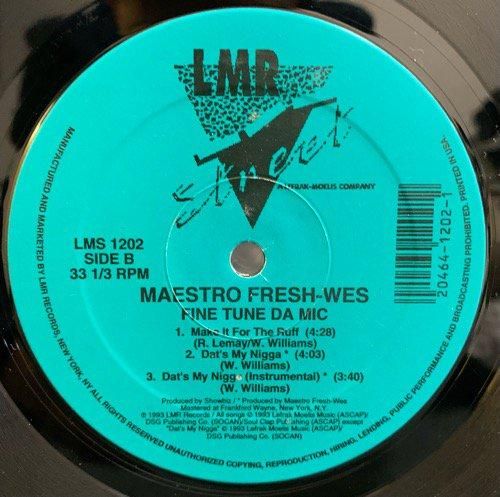 LMR
Street
A LEFRAK-MOELIS COMPANY
LMS 1202
SIDE B
33 1/3 RPM
20464-1202-1
MAESTRO FRESH-WES
FINE TUNE DA MIC
1. Make It For The Ruff (4:28)
(R. Lemay/W. Williams)
2. Dat's My Nigga * (4:03)
(W. Williams)
3. Dat's My Nigga (Instrumental) * (3:40)
(W. Williams)
Produced by Showbiz / * Produced by Maestro Fresh-Wes
Mastered at Frankford Wayne, New York, N.Y.
℗ 1993 LMR Records / All songs © 1993 Lefrak Moelis Music (ASCAP)/
DSG Publishing Co. (SOCAN)/Soul Clap Publishing (ASCAP) except
"Dat's My Nigga" © 1993 Lefrak Moelis Music (ASCAP)/
DSG Publishing Co. (SOCAN)
MANUFACTURED AND MARKETED BY LMR RECORDS, NEW YORK, NY. ALL RIGHTS RESERVED. UNAUTHORIZED COPYING, REPRODUCTION, HIRING, LENDING, PUBLIC PERFORMANCE AND BROADCASTING PROHIBITED. PRINTED IN USA.